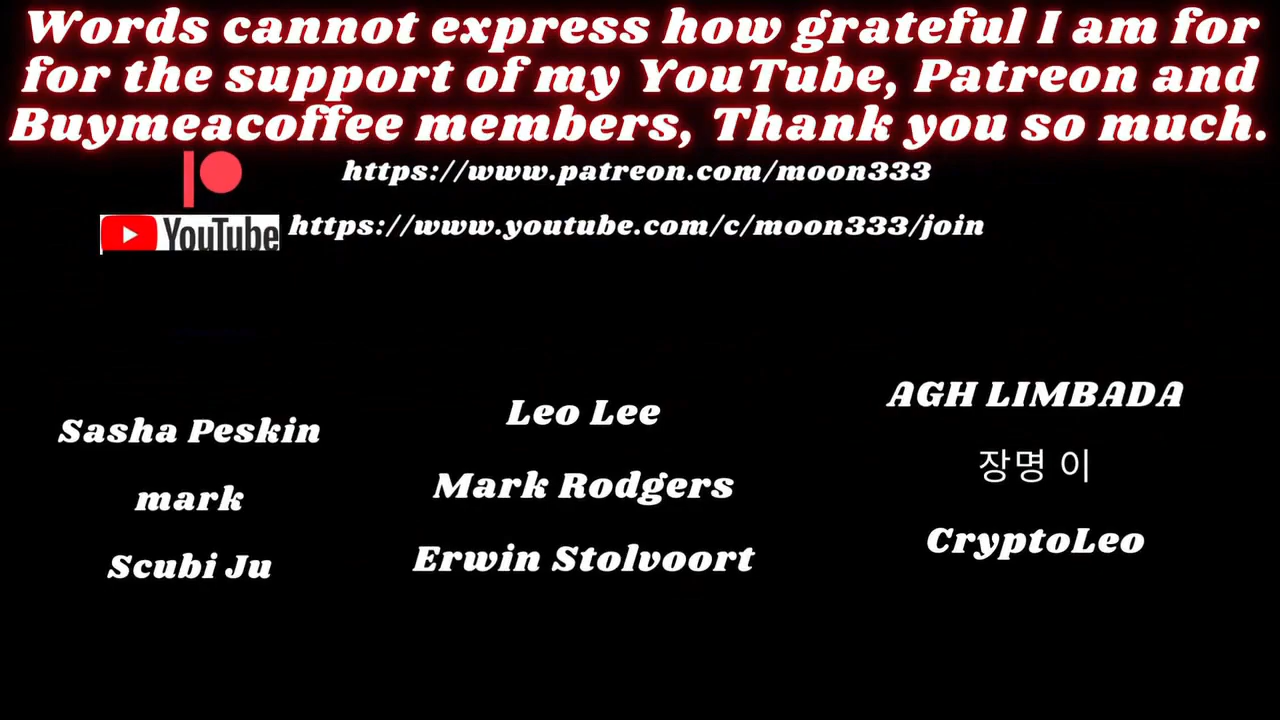 Words cannot express how grateful I am for
for the support of my YouTube, Patreon and
Buymeacoffee members, Thank you so much.
https://www.patreon.com/moon333
YouTube https://www.youtube.com/c/moon333/join
Sasha Peskin
mark
Scubi Ju
Leo Lee
Mark Rodgers
Erwin Stolvoort
AGH LIMBADA
장명 이
CryptoLeo